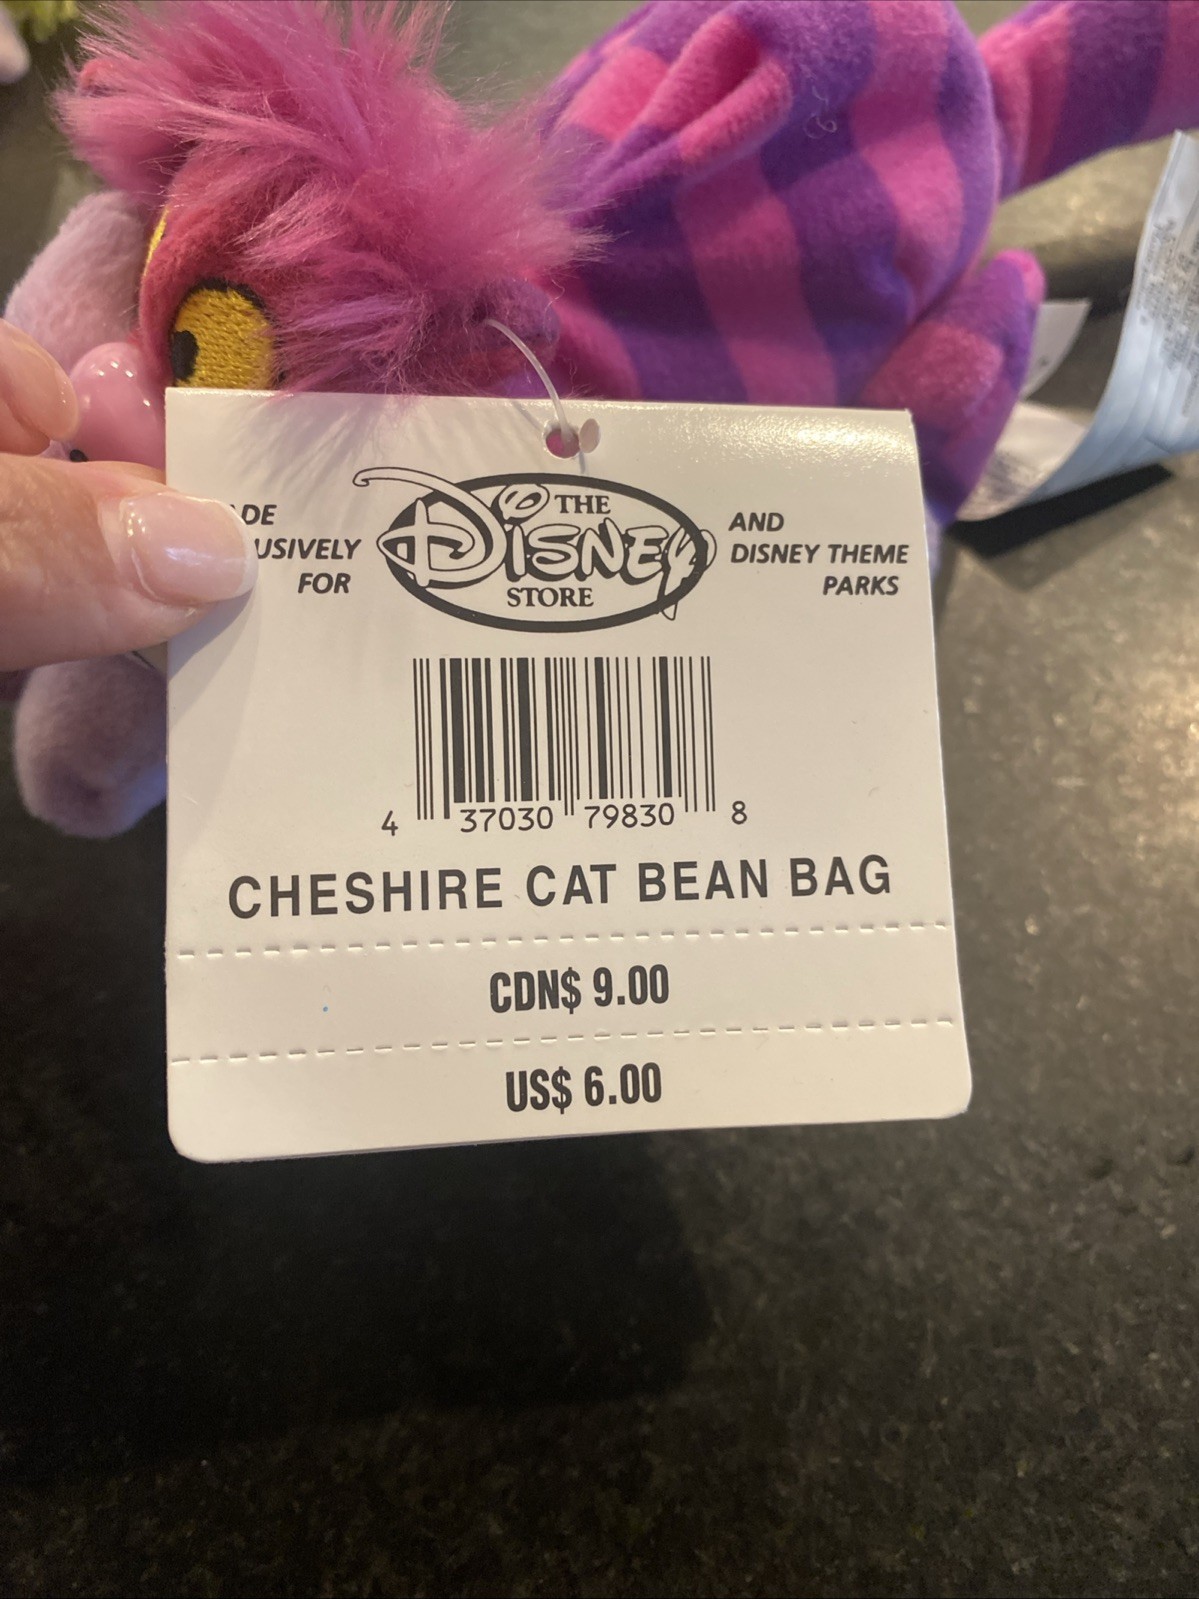 THE
DISNEY
STORE
USIVELY
FOR
AND
DISNEY THEME
PARKS
4 37030 79830 8
CHESHIRE CAT BEAN BAG
CDN$ 9.00
US$ 6.00